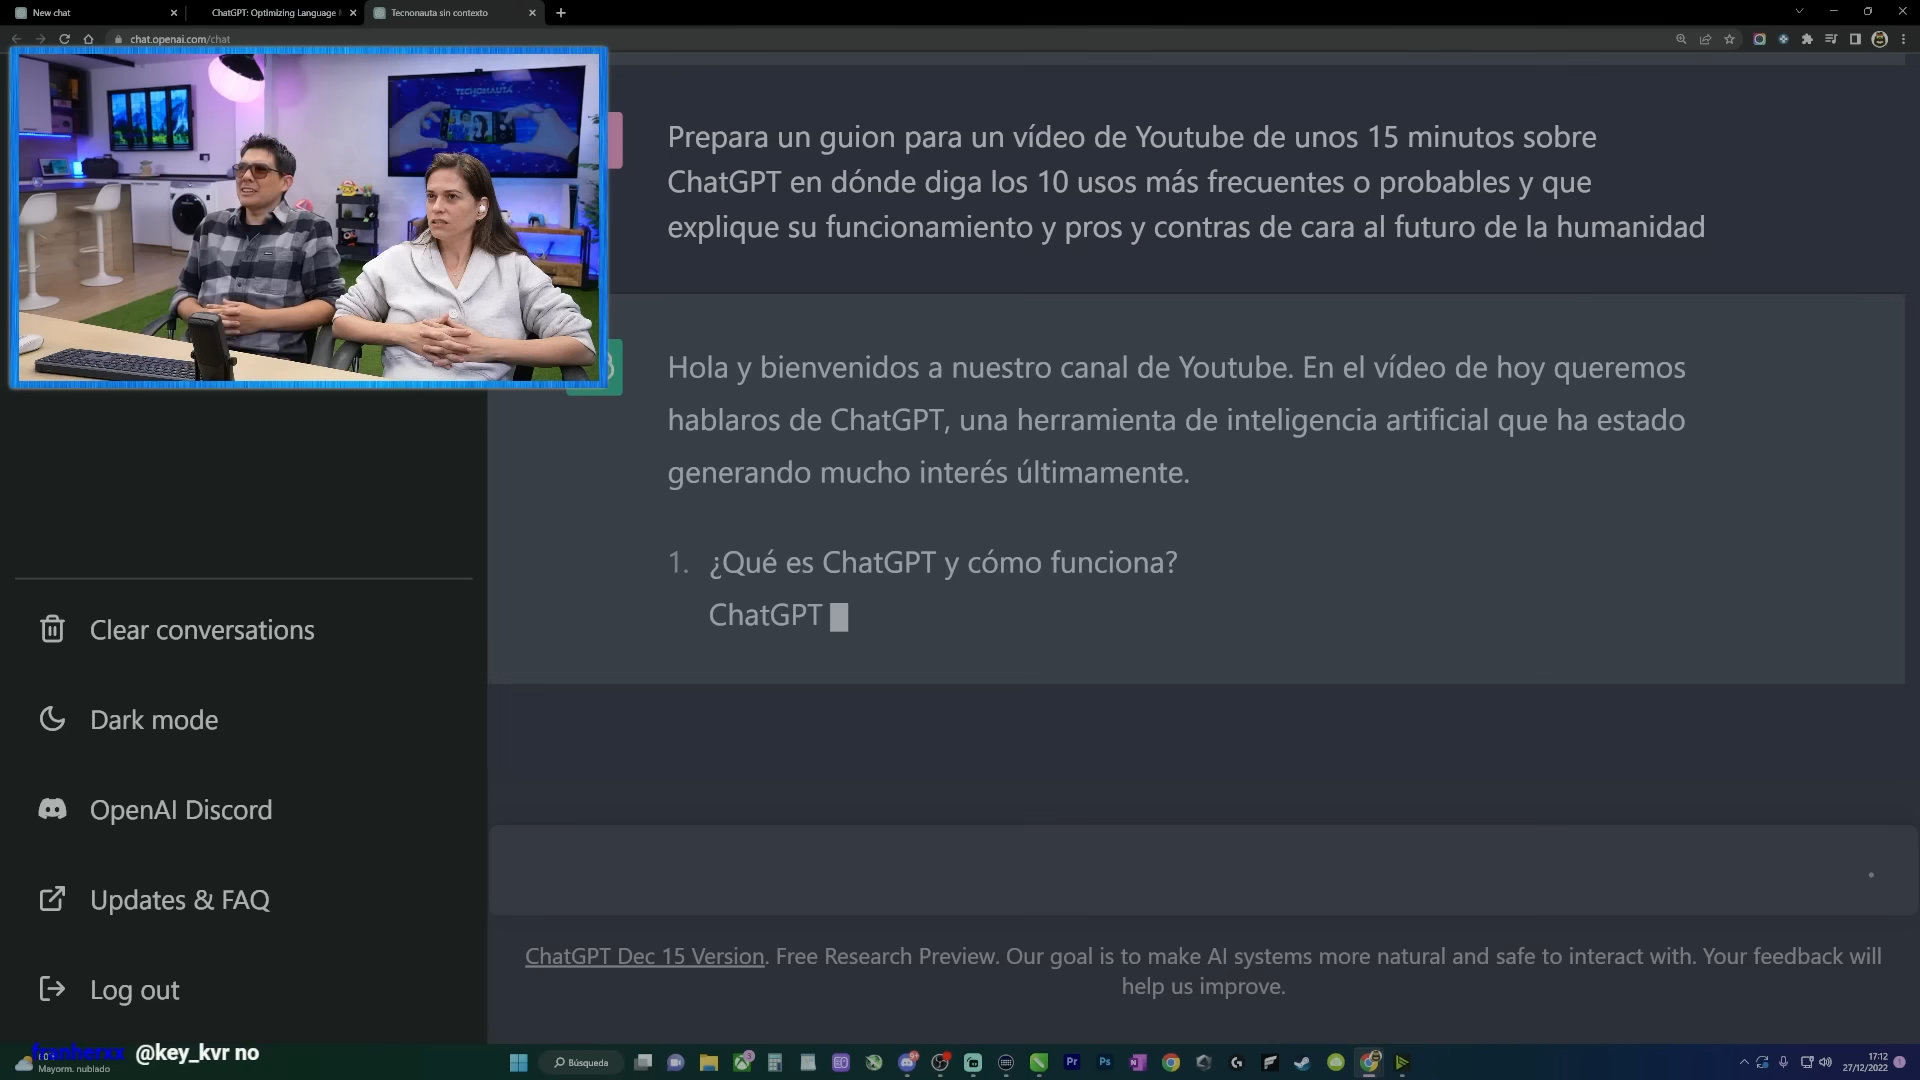 New chat
ChatGPT: Optimizing Language
Tecnonauta sin contexto
chat.openai.com/chat
TECNONAUTA
Prepara un guion para un vídeo de Youtube de unos 15 minutos sobre
ChatGPT en dónde diga los 10 usos más frecuentes o probables y que
explique su funcionamiento y pros y contras de cara al futuro de la humanidad
Hola y bienvenidos a nuestro canal de Youtube. En el vídeo de hoy queremos
hablaros de ChatGPT, una herramienta de inteligencia artificial que ha estado
generando mucho interés últimamente.
1. ¿Qué es ChatGPT y cómo funciona?
ChatGPT
Clear conversations
Dark mode
OpenAI Discord
Updates & FAQ
Log out
ChatGPT Dec 15 Version. Free Research Preview. Our goal is to make AI systems more natural and safe to interact with. Your feedback will
help us improve.
franherxx @key_kvr no
Mayorm. nublado
Búsqueda
Pr
Ps
17:12
27/12/2022